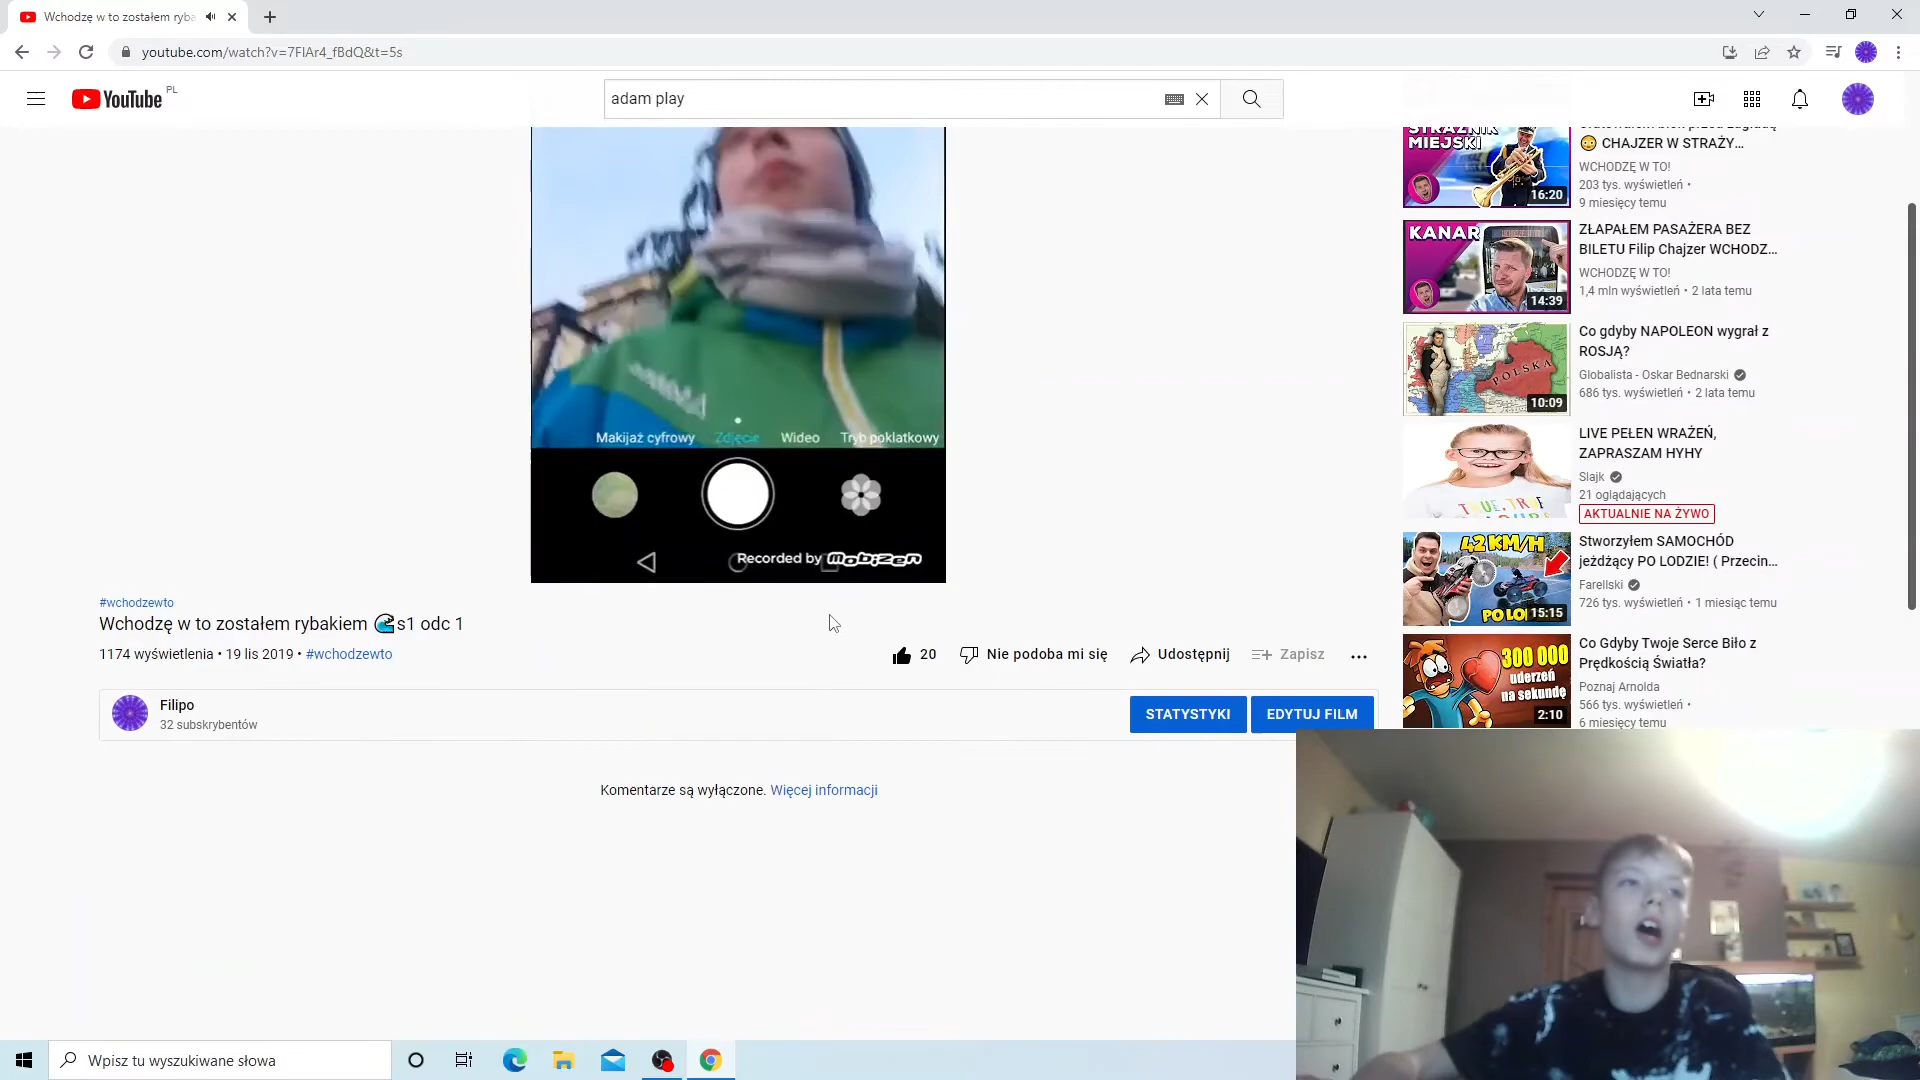 Wchodzę w to zostałem ryba
youtube.com/watch?v=7FlAr4_fBdQ&t=5s
YouTube PL
adam play
Makijaż cyfrowy Zdjęcie Wideo Tryb poklatkowy
Recorded by Mobizen
#wchodzewto
Wchodzę w to zostałem rybakiem 🌊s1 odc 1
1174 wyświetlenia • 19 lis 2019 • #wchodzewto
20 Nie podoba mi się Udostępnij Zapisz
Filipo
32 subskrybentów
STATYSTYKI EDYTUJ FILM
Komentarze są wyłączone. Więcej informacji
STRAŻNIK
MIEJSKI
16:20
😳 CHAJZER W STRAŻY...
WCHODZĘ W TO!
203 tys. wyświetleń •
9 miesięcy temu
KANAR
14:39
ZŁAPAŁEM PASAŻERA BEZ
BILETU Filip Chajzer WCHODZ...
WCHODZĘ W TO!
1,4 mln wyświetleń • 2 lata temu
POLSKA
10:09
Co gdyby NAPOLEON wygrał z
ROSJĄ?
Globalista - Oskar Bednarski
686 tys. wyświetleń • 2 lata temu
LIVE PEŁEN WRAŻEŃ,
ZAPRASZAM HYHY
Slajk
21 oglądających
AKTUALNIE NA ŻYWO
42 KM/H
PO LO
15:15
Stworzyłem SAMOCHÓD
jeżdżący PO LODZIE! ( Przecin...
Farellski
726 tys. wyświetleń • 1 miesiąc temu
300 000
uderzeń
na sekundę
2:10
Co Gdyby Twoje Serce Biło z
Prędkością Światła?
Poznaj Arnolda
566 tys. wyświetleń •
6 miesięcy temu
Wpisz tu wyszukiwane słowa